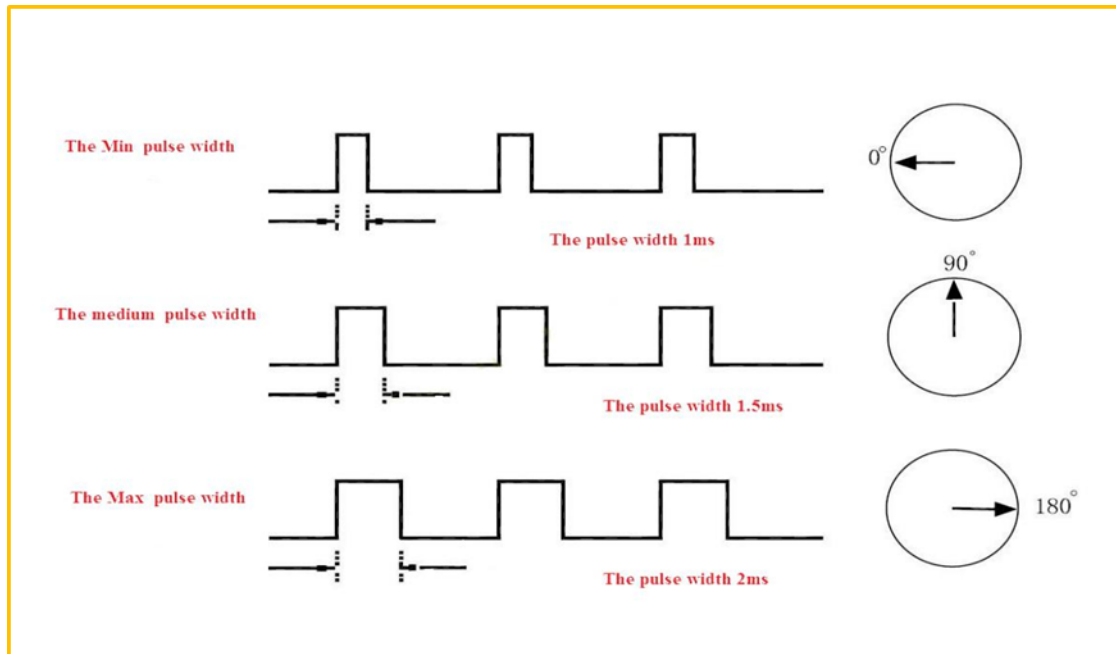 The Min pulse width
0°
The pulse width 1ms
90°
The medium pulse width
The pulse width 1.5ms
The Max pulse width
180°
The pulse width 2ms